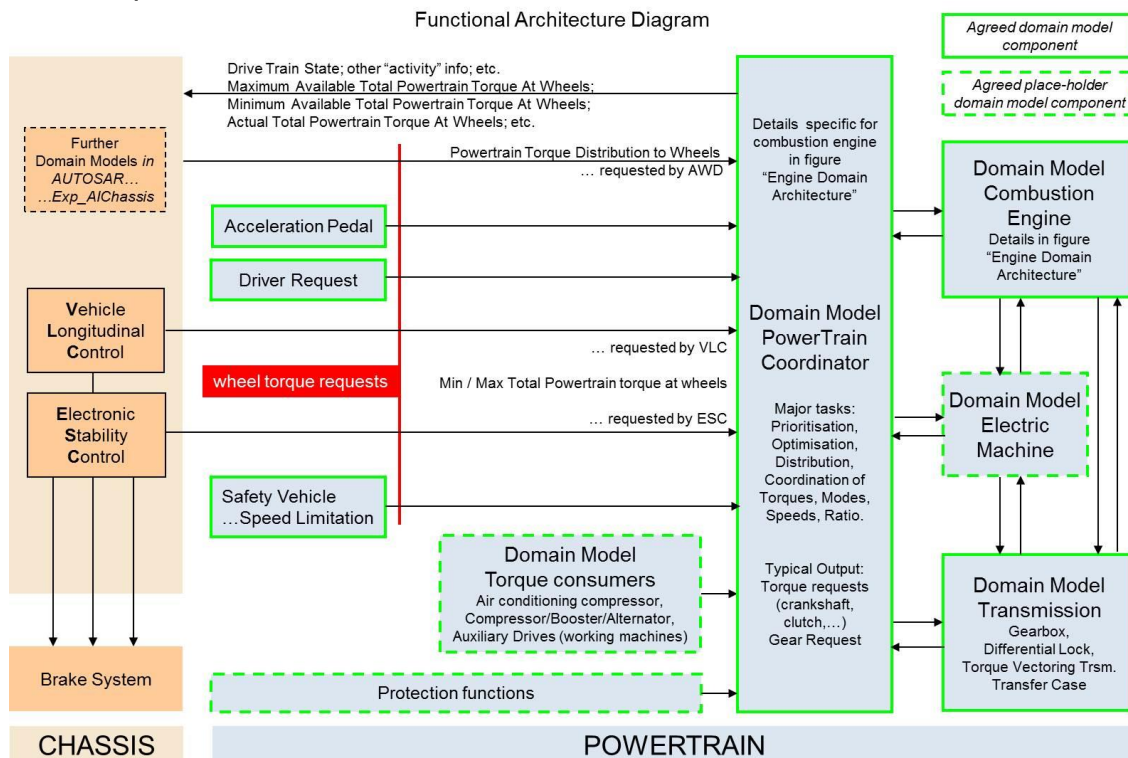 Functional Architecture Diagram
Agreed domain model
component
Agreed place-holder
domain model component
Drive Train State; other “activity” info; etc.
Maximum Available Total Powertrain Torque At Wheels;
Minimum Available Total Powertrain Torque At Wheels;
Actual Total Powertrain Torque At Wheels; etc.
Further
Domain Models in
AUTOSAR…
…Exp_AIChassis
Powertrain Torque Distribution to Wheels
… requested by AWD
Acceleration Pedal
Driver Request
Vehicle
Longitudinal
Control
… requested by VLC
wheel torque requests
Min / Max Total Powertrain torque at wheels
Electronic
Stability
Control
… requested by ESC
Safety Vehicle
…Speed Limitation
Domain Model
Torque consumers
Air conditioning compressor,
Compressor/Booster/Alternator,
Auxiliary Drives (working machines)
Protection functions
Brake System
Details specific for
combustion engine
in figure
“Engine Domain
Architecture”
Domain Model
PowerTrain
Coordinator
Major tasks:
Prioritisation,
Optimisation,
Distribution,
Coordination of
Torques, Modes,
Speeds, Ratio.
Typical Output:
Torque requests
(crankshaft,
clutch,…)
Gear Request
Domain Model
Combustion
Engine
Details in figure
“Engine Domain
Architecture”
Domain Model
Electric
Machine
Domain Model
Transmission
Gearbox,
Differential Lock,
Torque Vectoring Trsm.
Transfer Case
CHASSIS
POWERTRAIN